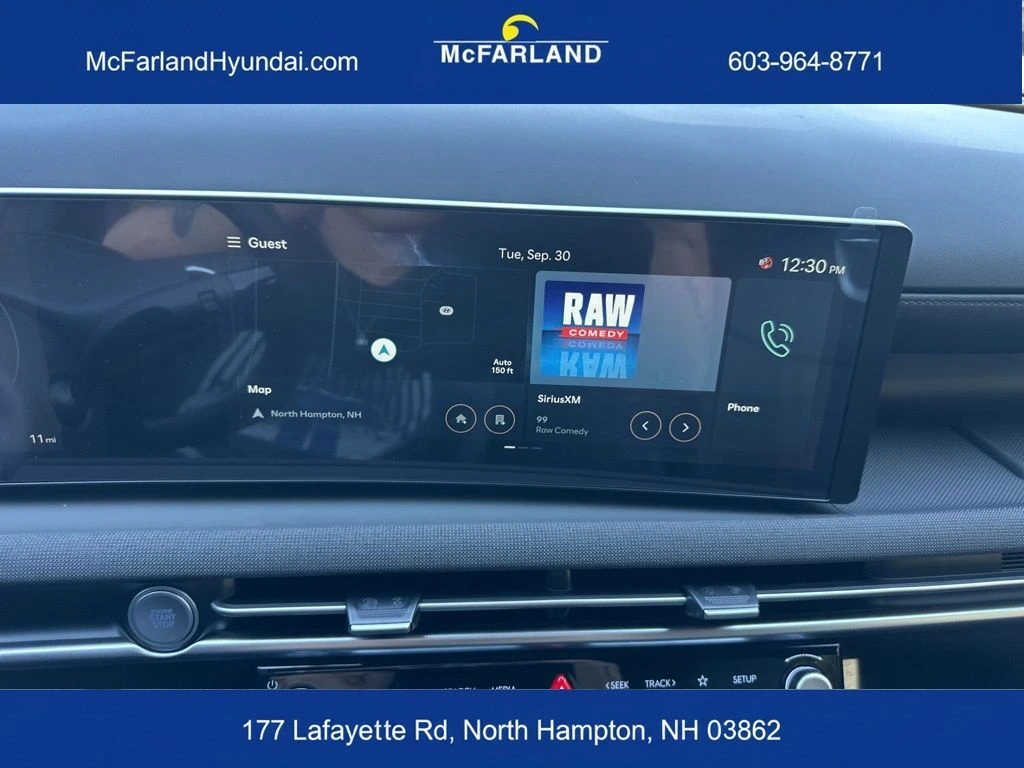 McFarlandHyundai.com
McFARLAND
603-964-8771
Guest
Tue, Sep. 30
12:30 PM
Auto
150 ft
Map
North Hampton, NH
RAW
COMEDY
SiriusXM
99
Raw Comedy
Phone
11 mi
ENGINE
START
STOP
MEDIA
< SEEK
TRACK >
SETUP
177 Lafayette Rd, North Hampton, NH 03862